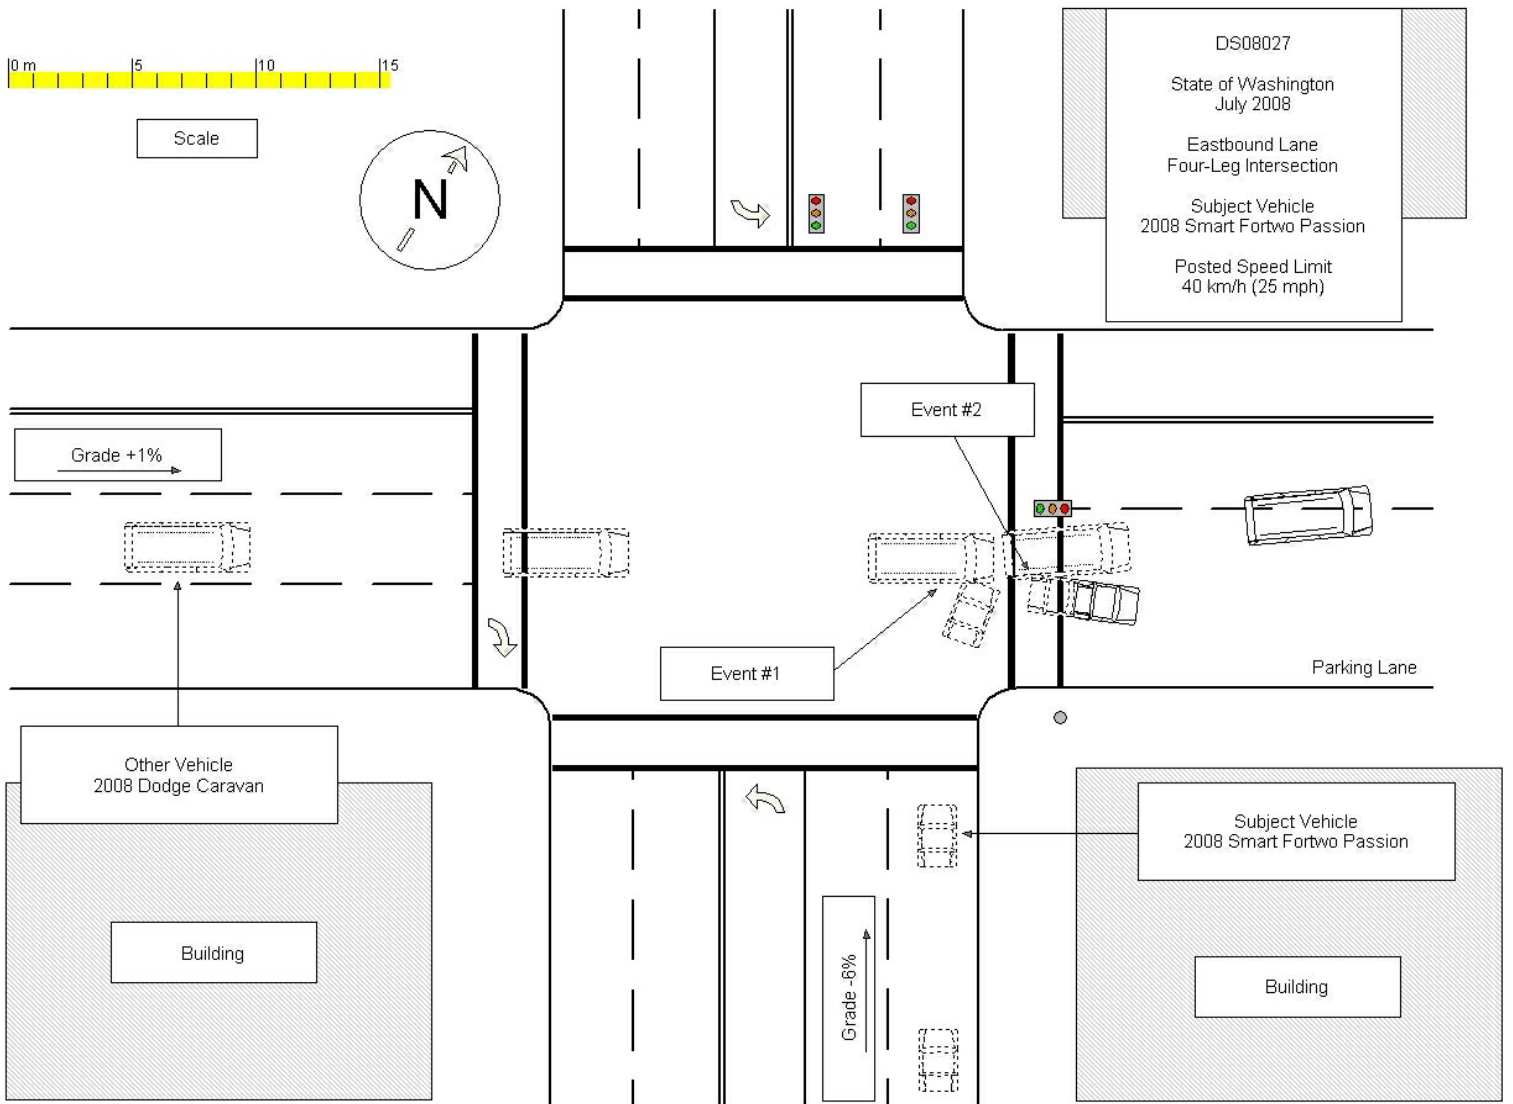 0 m 5 10 15
Scale
N
DS08027
State of Washington
July 2008
Eastbound Lane
Four-Leg Intersection
Subject Vehicle
2008 Smart Fortwo Passion
Posted Speed Limit
40 km/h (25 mph)
Event #2
Grade +1%
Event #1
Parking Lane
Other Vehicle
2008 Dodge Caravan
Subject Vehicle
2008 Smart Fortwo Passion
Building
Grade -6%
Building